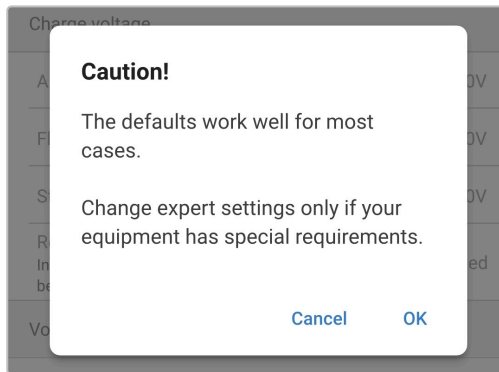 Charge voltage
Caution!
The defaults work well for most
cases.
Change expert settings only if your
equipment has special requirements.
Cancel
OK